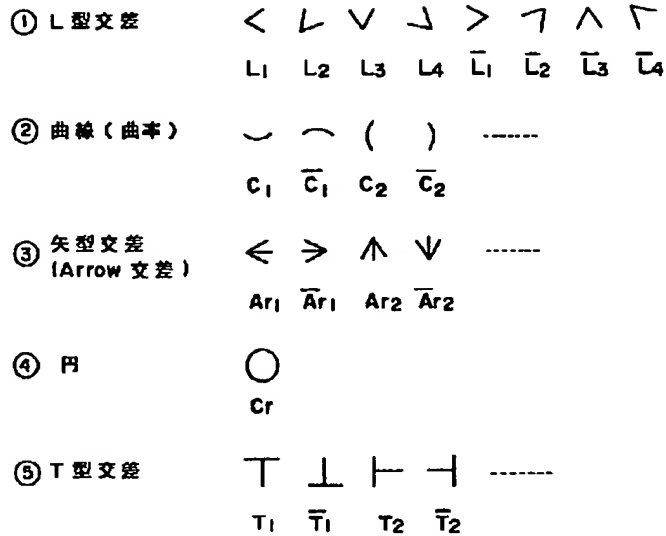 ① L型交差
L1 L2 L3 L4 L̅1 L̅2 L̅3 L̅4
② 曲線(曲率)
C1 C̅1 C2 C̅2
③ 矢型交差
(Arrow 交差)
Ar1 A̅r1 Ar2 A̅r2
④ 円
Cr
⑤ T型交差
T1 T̅1 T2 T̅2